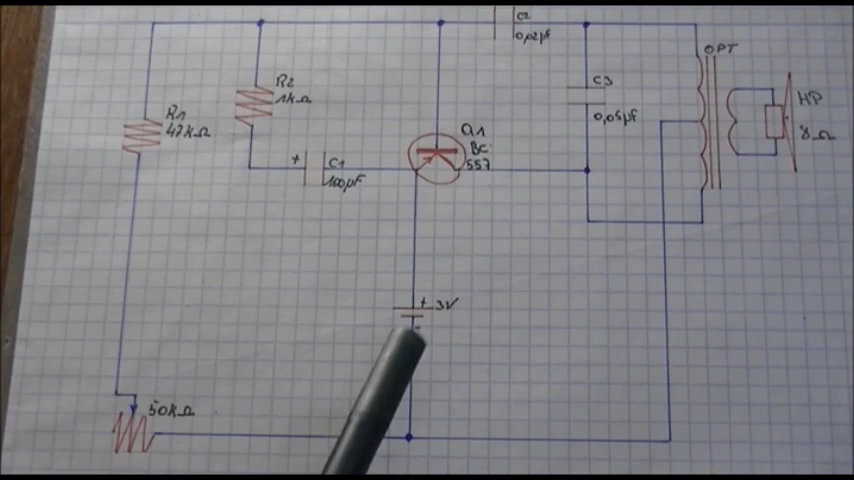 C2
0,02µF
OPT
R2
1kΩ
C3
0,05µF
HP
8Ω
R1
47kΩ
Q1
BC
557
+
C1
100µF
+ 3V
-
50kΩ